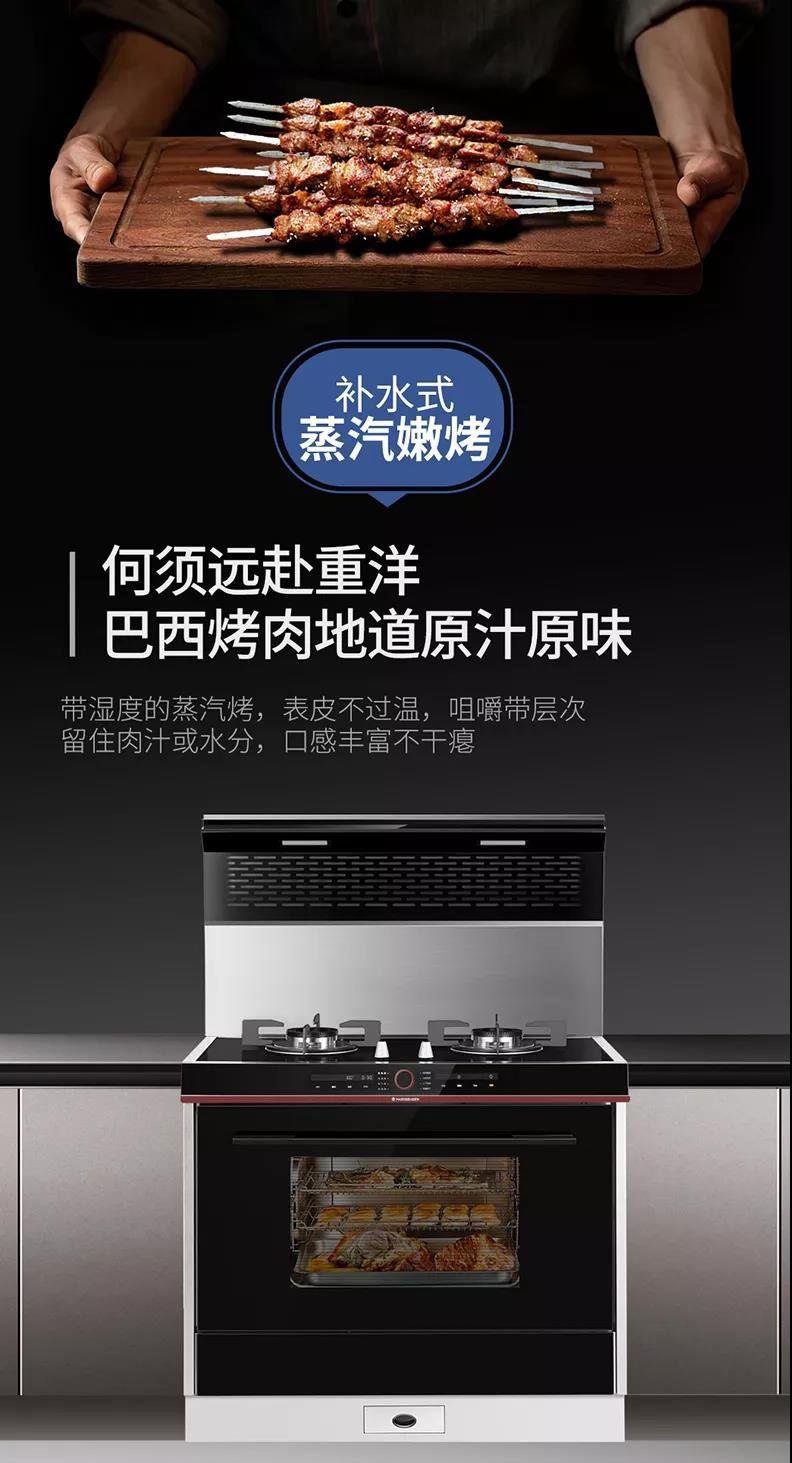 补水式
蒸汽嫩烤
何须远赴重洋
巴西烤肉地道原汁原味
带湿度的蒸汽烤，表皮不过温，咀嚼带层次
留住肉汁或水分，口感丰富不干瘪